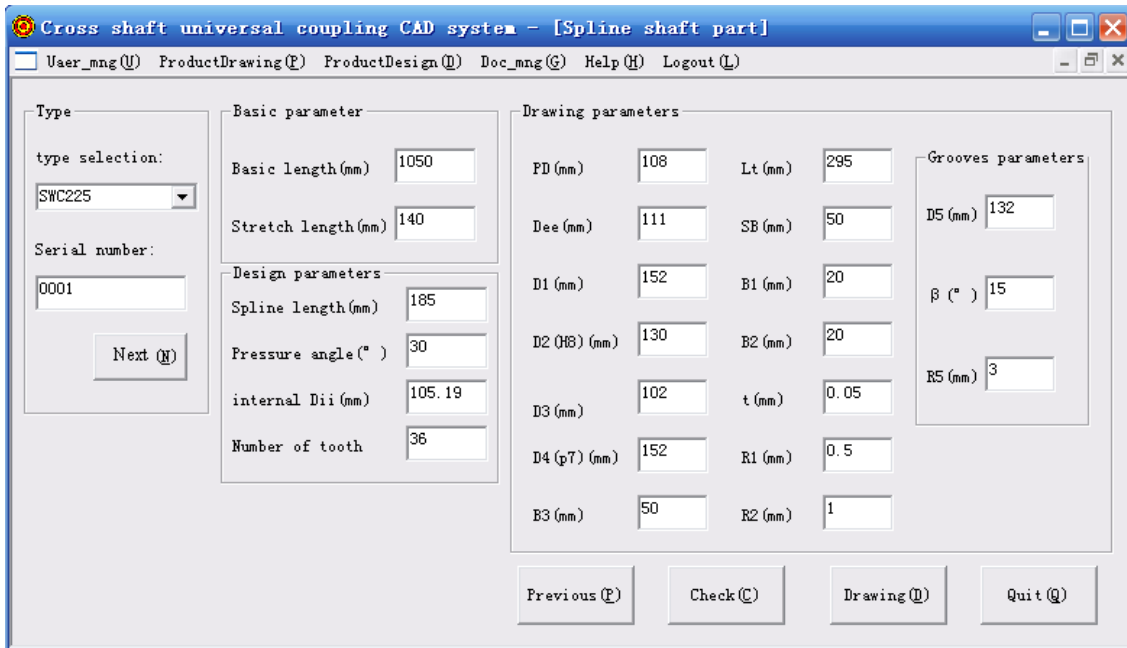 Cross shaft universal coupling CAD system - [Spline shaft part]
Uaer_mng(U) ProductDrawing(P) ProductDesign(D) Doc_mng(G) Help(H) Logout(L)
Type
type selection:
SWC225
Serial number:
0001
Next (N)
Basic parameter
Basic length(mm) 1050
Stretch length(mm) 140
Design parameters
Spline length(mm) 185
Pressure angle(° ) 30
internal Dii(mm) 105.19
Number of tooth 36
Drawing parameters
PD(mm) 108 Lt(mm) 295
Dee(mm) 111 SB(mm) 50
D1(mm) 152 B1(mm) 20
D2(H8)(mm) 130 B2(mm) 20
D3(mm) 102 t(mm) 0.05
D4(p7)(mm) 152 R1(mm) 0.5
B3(mm) 50 R2(mm) 1
Grooves parameters
D5(mm) 132
β (° ) 15
R5(mm) 3
Previous(P) Check(C) Drawing(D) Quit(Q)